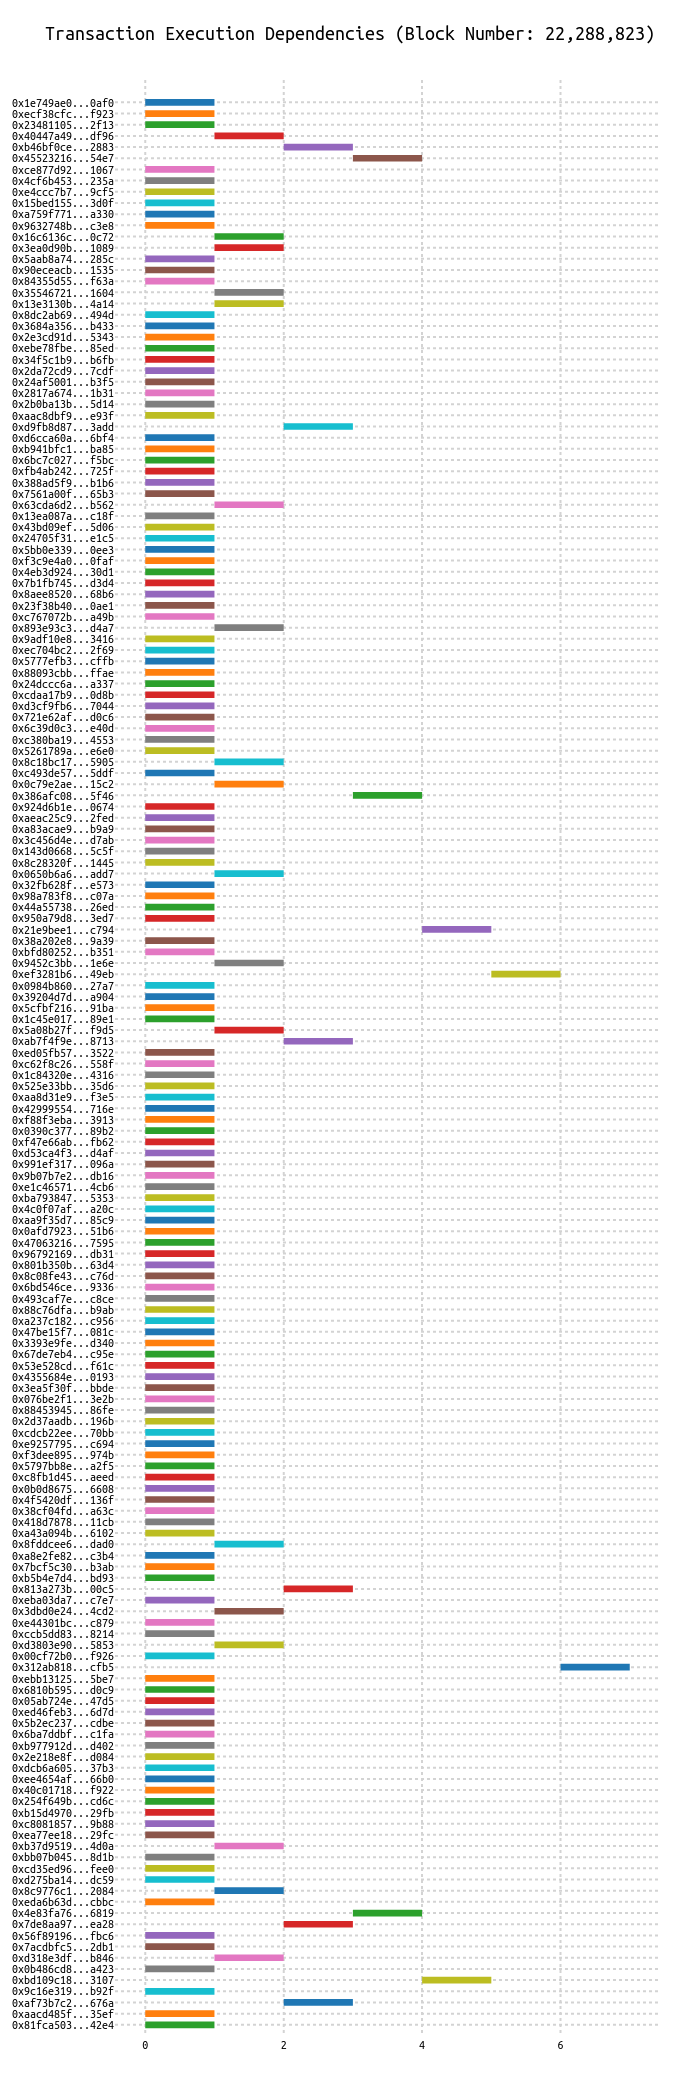 Transaction Execution Dependencies (Block Number: 22,288,823)
0x1e749ae0...0af0
0xecf38cfc...f923
0x23481105...2f13
0x40447a49...df96
0xb46bf0ce...2883
0x45523216...54e7
0xce877d92...1067
0x4cf6b453...235a
0xe4ccc7b7...9cf5
0x15bed155...3d0f
0xa759f771...a330
0x9632748b...c3e8
0x16c6136c...0c72
0x3ea0d90b...1089
0x5aab8a74...285c
0x90eceacb...1535
0x84355d55...f63a
0x35546721...1604
0x13e3130b...4a14
0x8dc2ab69...494d
0x3684a356...b433
0x2e3cd91d...5343
0xebe78fbe...85ed
0x34f5c1b9...b6fb
0x2da72cd9...7cdf
0x24af5001...b3f5
0x2817a674...1b31
0x2b0ba13b...5d14
0xaac8dbf9...e93f
0xd9fb8d87...3add
0xd6cca60a...6bf4
0xb941bfc1...ba85
0x6bc7c027...f5bc
0xfb4ab242...725f
0x388ad5f9...b1b6
0x7561a00f...65b3
0x63cda6d2...b562
0x13ea087a...c18f
0x43bd09ef...5d06
0x24705f31...e1c5
0x5bb0e339...0ee3
0xf3c9e4a0...0faf
0x4eb3d924...30d1
0x7b1fb745...d3d4
0x8aee8520...68b6
0x23f38b40...0ae1
0xc767072b...a49b
0x893e93c3...d4a7
0x9adf10e8...3416
0xec704bc2...2f69
0x5777efb3...cffb
0x88093cbb...ffae
0x24dccc6a...a337
0xcdaa17b9...0d8b
0xd3cf9fb6...7044
0x721e62af...d0c6
0x6c39d0c3...e40d
0xc380ba19...4553
0x5261789a...e6e0
0x8c18bc17...5905
0xc493de57...5ddf
0x0c79e2ae...15c2
0x386afc08...5f46
0x924d6b1e...0674
0xaeac25c9...2fed
0xa83acae9...b9a9
0x3c456d4e...d7ab
0x143d0668...5c5f
0x8c28320f...1445
0x0650b6a6...add7
0x32fb628f...e573
0x98a783f8...c07a
0x44a55738...26ed
0x950a79d8...3ed7
0x21e9bee1...c794
0x38a202e8...9a39
0xbfd80252...b351
0x9452c3bb...1e6e
0xef3281b6...49eb
0x0984b860...27a7
0x39204d7d...a904
0x5cfbf216...91ba
0x1c45e017...89e1
0x5a08b27f...f9d5
0xab7f4f9e...8713
0xed05fb57...3522
0xc62f8c26...558f
0x1c84320e...4316
0x525e33bb...35d6
0xaa8d31e9...f3e5
0x42999554...716e
0xf88f3eba...3913
0x0390c377...89b2
0xf47e66ab...fb62
0xd53ca4f3...d4af
0x991ef317...096a
0x9b07b7e2...db16
0xe1c46571...4cb6
0xba793847...5353
0x4c0f07af...a20c
0xaa9f35d7...85c9
0x0afd7923...51b6
0x47063216...7595
0x96792169...db31
0x801b350b...63d4
0x8c08fe43...c76d
0x6bd546ce...9336
0x493caf7e...c8ce
0x88c76dfa...b9ab
0xa237c182...c956
0x47be15f7...081c
0x3393e9fe...d340
0x67de7eb4...c95e
0x53e528cd...f61c
0x4355684e...0193
0x3ea5f30f...bbde
0x076be2f1...3e2b
0x88453945...86fe
0x2d37aadb...196b
0xcdcb22ee...70bb
0xe9257795...c694
0xf3dee895...974b
0x5797bb8e...a2f5
0xc8fb1d45...aeed
0x0b0d8675...6608
0x4f5420df...136f
0x38cf04fd...a63c
0x418d7878...11cb
0xa43a094b...6102
0x8fddcee6...dad0
0xa8e2fe82...c3b4
0x7bcf5c30...b3ab
0xb5b4e7d4...bd93
0x813a273b...00c5
0xeba03da7...c7e7
0x3dbd0e24...4cd2
0xe44301bc...c879
0xccb5dd83...8214
0xd3803e90...5853
0x00cf72b0...f926
0x312ab818...cfb5
0xebb13125...5be7
0x6810b595...d0c9
0x05ab724e...47d5
0xed46feb3...6d7d
0x5b2ec237...cdbe
0x6ba7ddbf...c1fa
0xb977912d...d402
0x2e218e8f...d084
0xdcb6a605...37b3
0xee4654af...66b0
0x40c01718...f922
0x254f649b...cd6c
0xb15d4970...29fb
0xc8081857...9b88
0xea77ee18...29fc
0xb37d9519...4d0a
0xbb07b045...8d1b
0xcd35ed96...fee0
0xd275ba14...dc59
0x8c9776c1...2084
0xeda6b63d...cbbc
0x4e83fa76...6819
0x7de8aa97...ea28
0x56f89196...fbc6
0x7acdbfc5...2db1
0xd318e3df...b846
0x0b486cd8...a423
0xbd109c18...3107
0x9c16e319...b92f
0xaf73b7c2...676a
0xaacd485f...35ef
0x81fca503...42e4
0 2 4 6